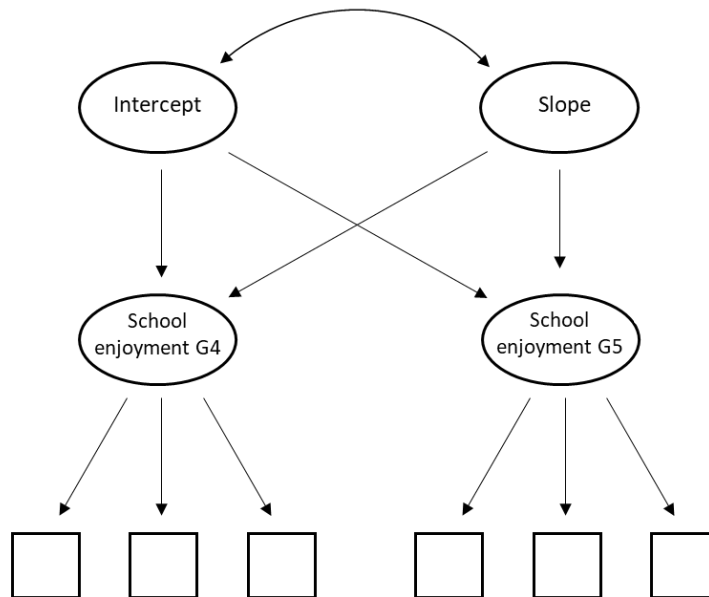 Intercept
Slope
School
enjoyment G4
School
enjoyment G5